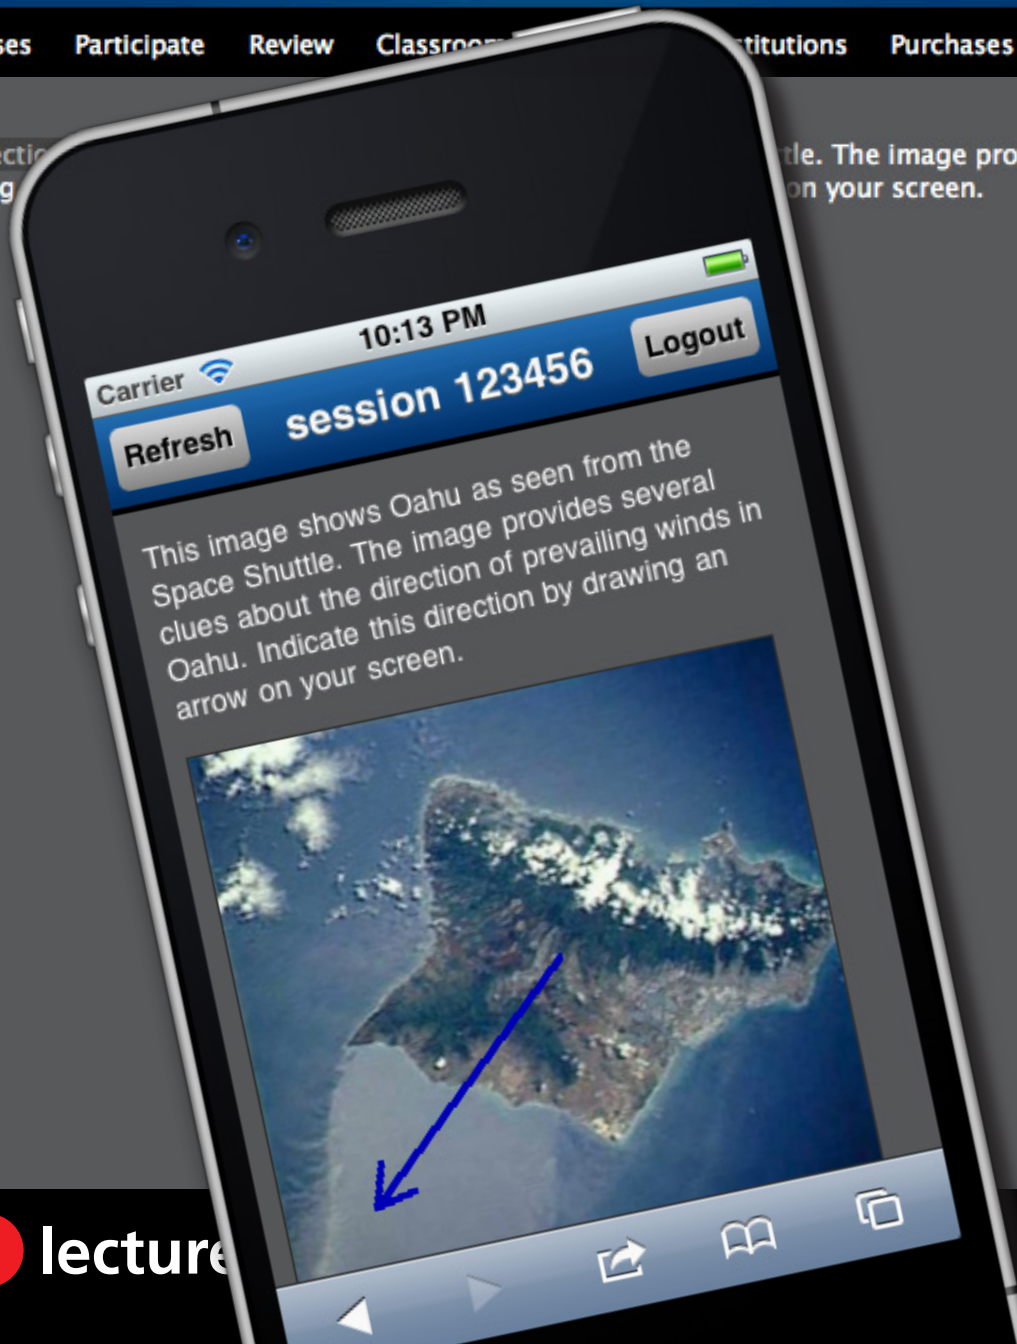 Participate Review Purchases
The image
on your screen.
10:13 PM
Carrier
Logout
session 123456
Refresh
This image shows Oahu as seen from the
Space Shuttle. The image provides several
clues about the direction of prevailing winds in
Oahu. Indicate this direction by drawing an
arrow on your screen.
lecture